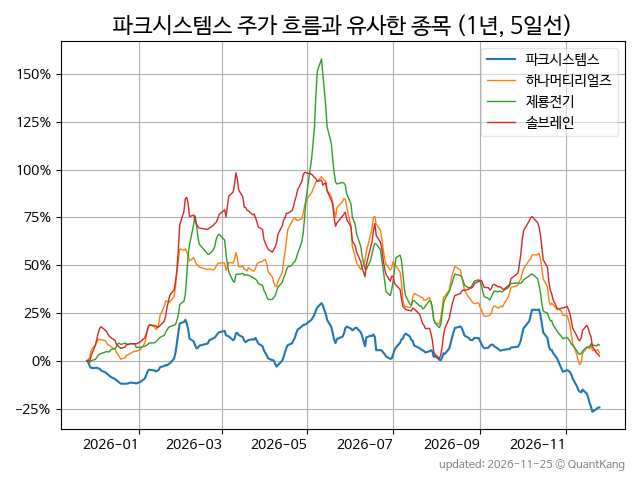 파크시스템스 주가 흐름과 유사한 종목 (1년, 5일선)
파크시스템스
하나머티리얼즈
제룡전기
솔브레인
150%
125%
100%
75%
50%
25%
0%
−25%
2026-01 2026-03 2026-05 2026-07 2026-09 2026-11
updated: 2026-11-25 © QuantKang